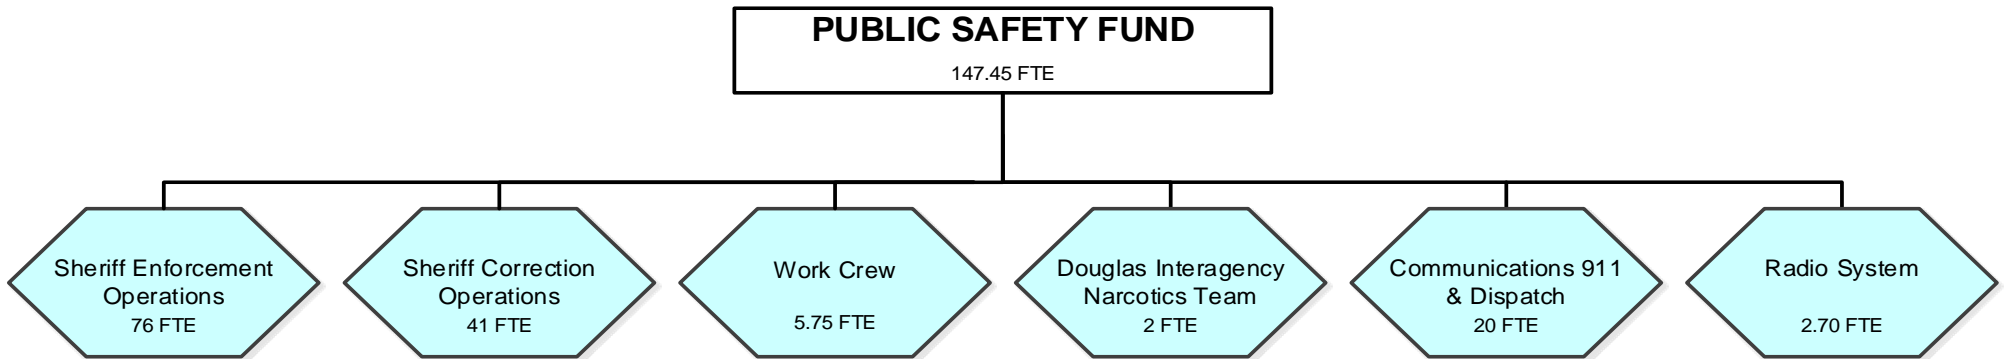 PUBLIC SAFETY FUND
147.45 FTE
Sheriff Enforcement
Operations
76 FTE
Sheriff Correction
Operations
41 FTE
Work Crew
5.75 FTE
Douglas Interagency
Narcotics Team
2 FTE
Communications 911
& Dispatch
20 FTE
Radio System
2.70 FTE